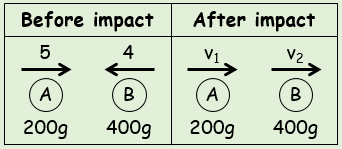 Before impact After impact
5 4 v₁ v₂
A B A B
200g 400g 200g 400g